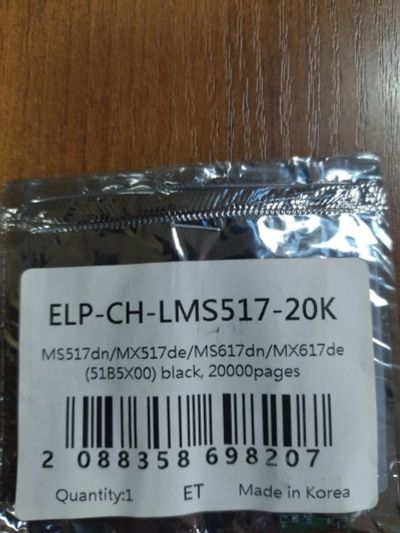 ELP-CH-LMS517-20K
MS517dn/MX517de/MS617dn/MX617de
(51B5X00) black, 20000pages
2 088358 698207
Quantity:1 ET Made in Korea